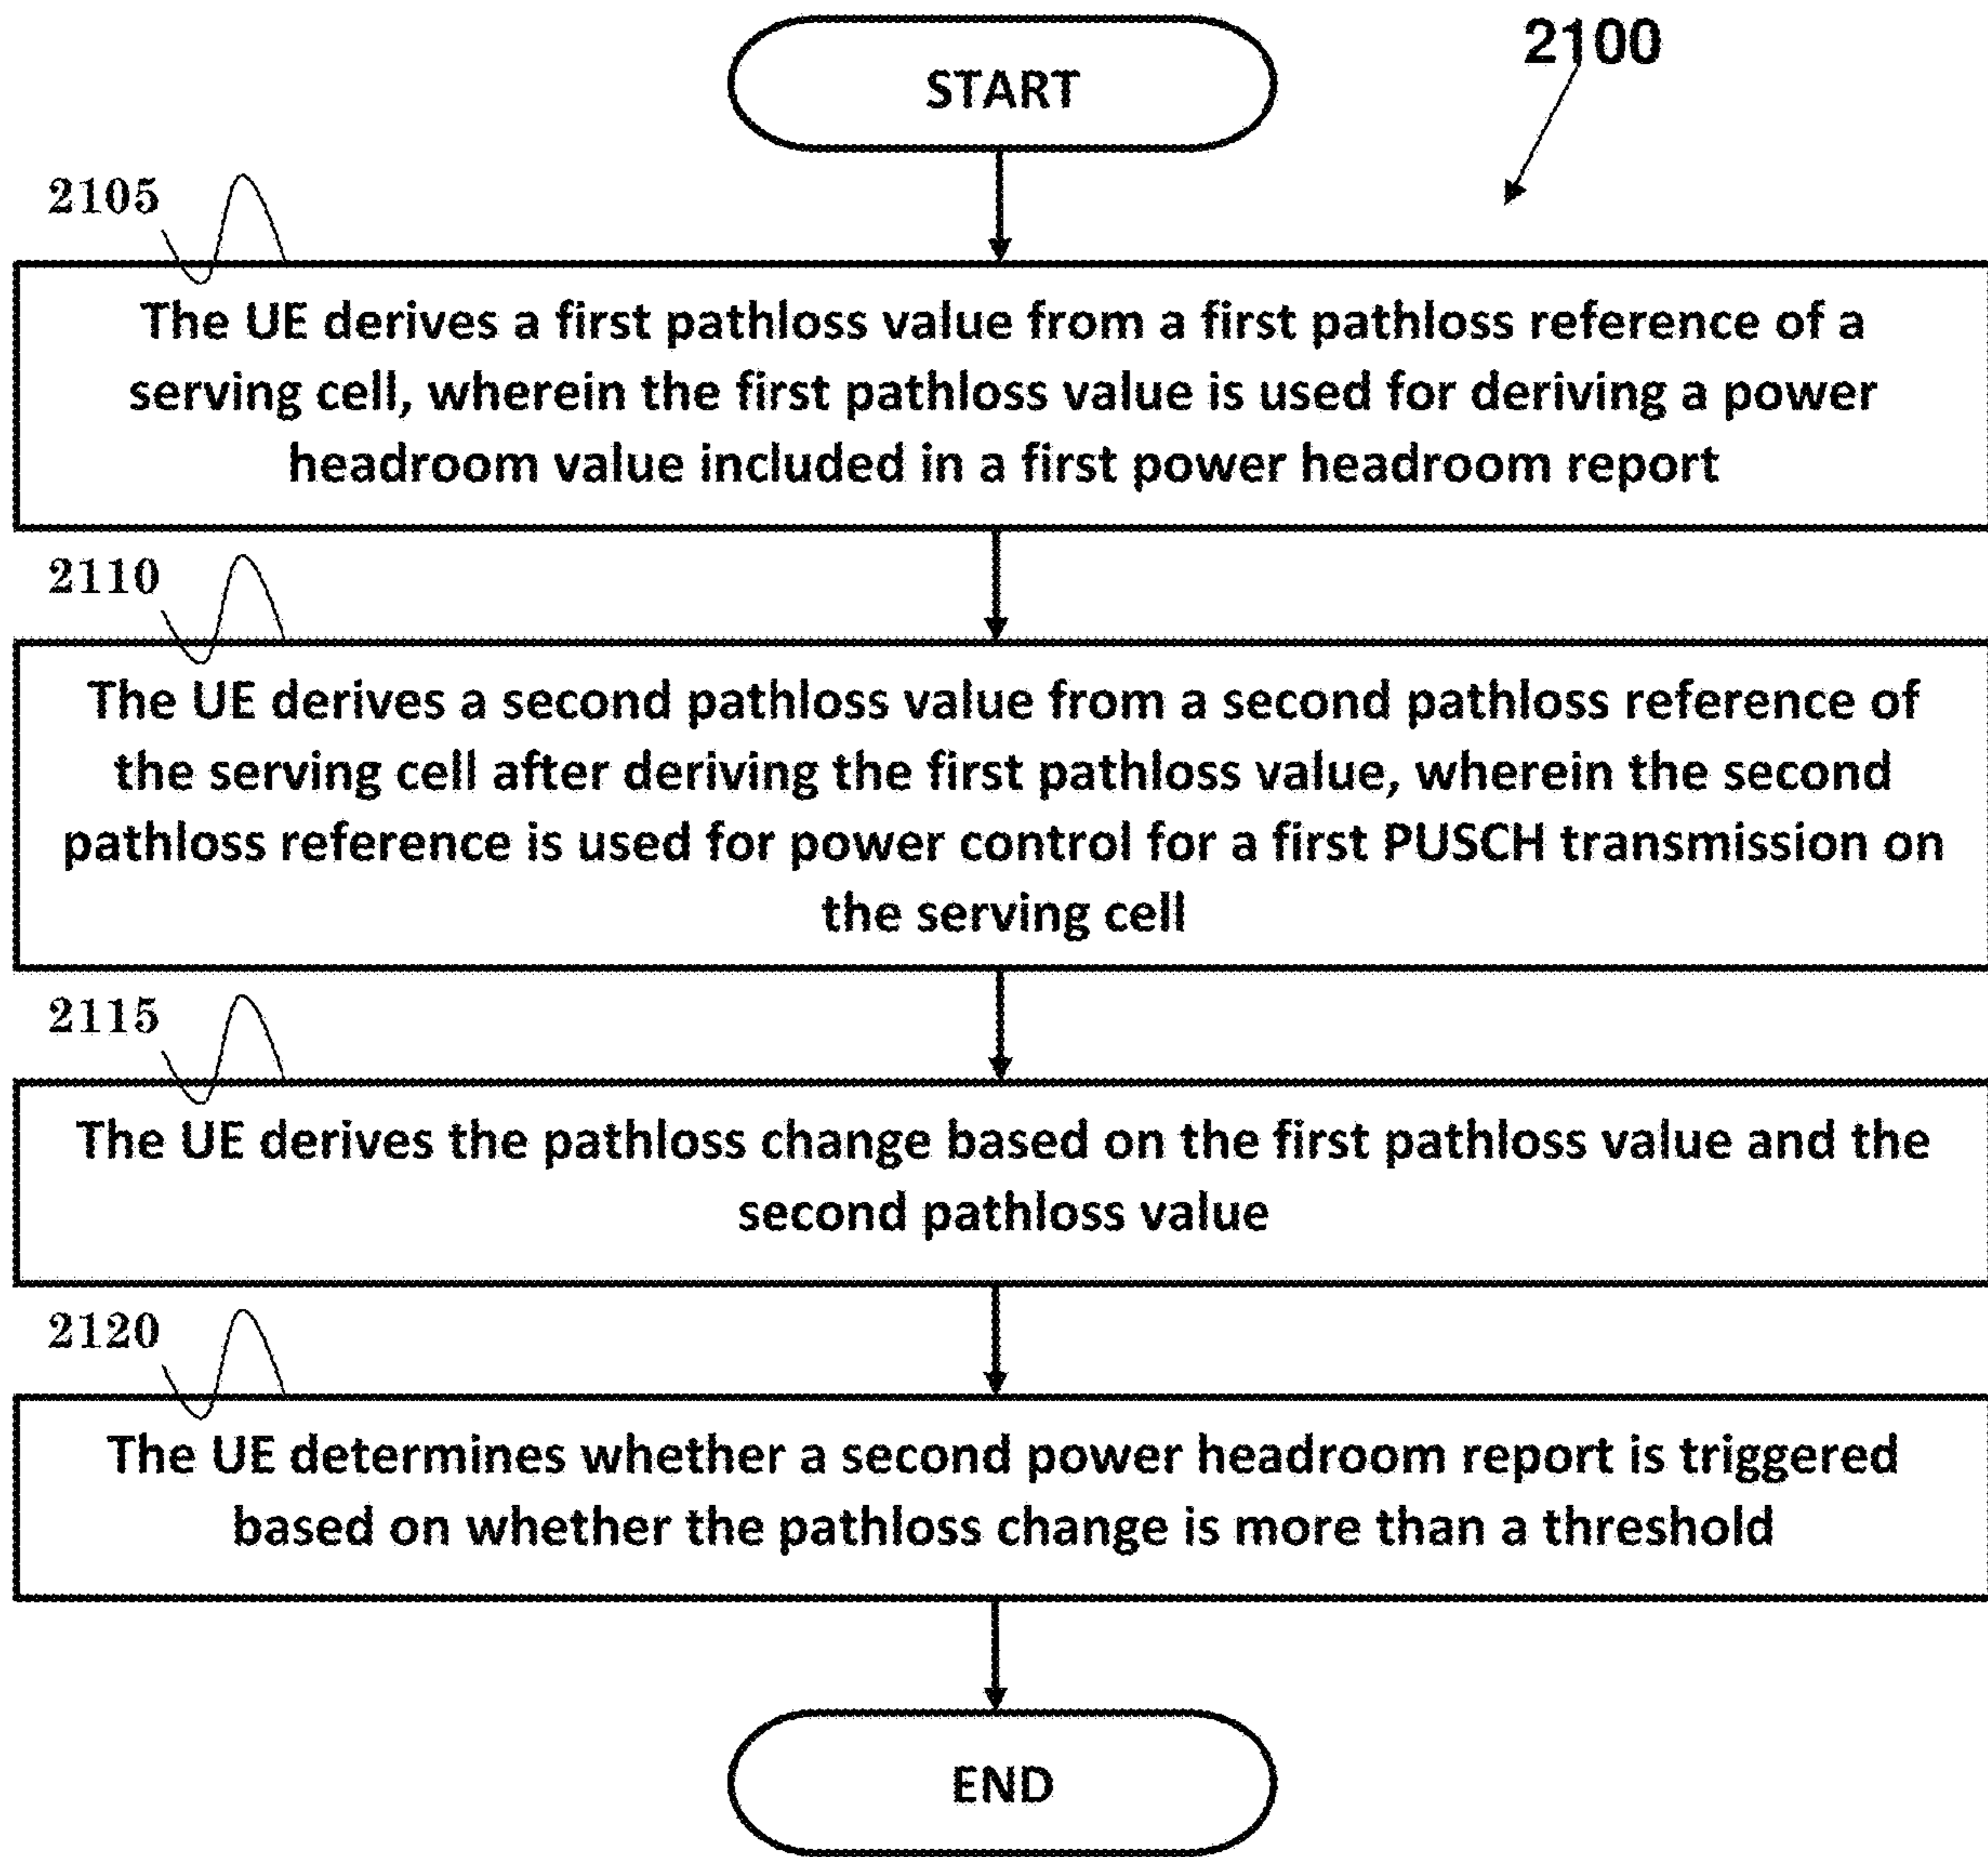 2100
START
2105
The UE derives a first pathloss value from a first pathloss reference of a
serving cell, wherein the first pathloss value is used for deriving a power
headroom value included in a first power headroom report
2110
The UE derives a second pathloss value from a second pathloss reference of
the serving cell after deriving the first pathloss value, wherein the second
pathloss reference is used for power control for a first PUSCH transmission on
the serving cell
2115
The UE derives the pathloss change based on the first pathloss value and the
second pathloss value
2120
The UE determines whether a second power headroom report is triggered
based on whether the pathloss change is more than a threshold
END